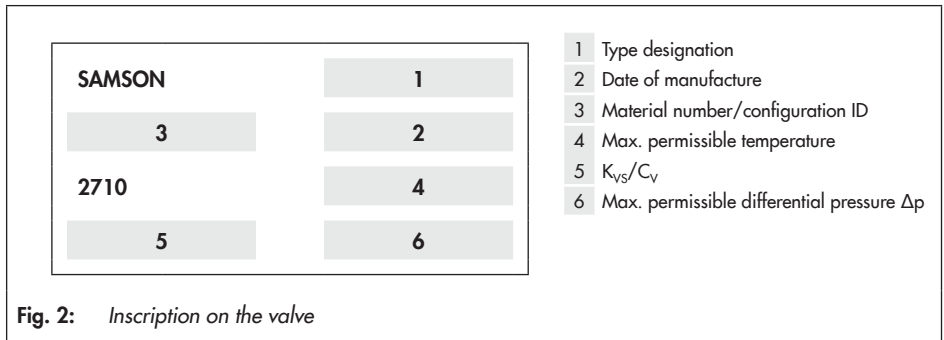 SAMSON 1
3 2
2710 4
5 6
1 Type designation
2 Date of manufacture
3 Material number/configuration ID
4 Max. permissible temperature
5 KVS/CV
6 Max. permissible differential pressure Δp
Fig. 2: Inscription on the valve